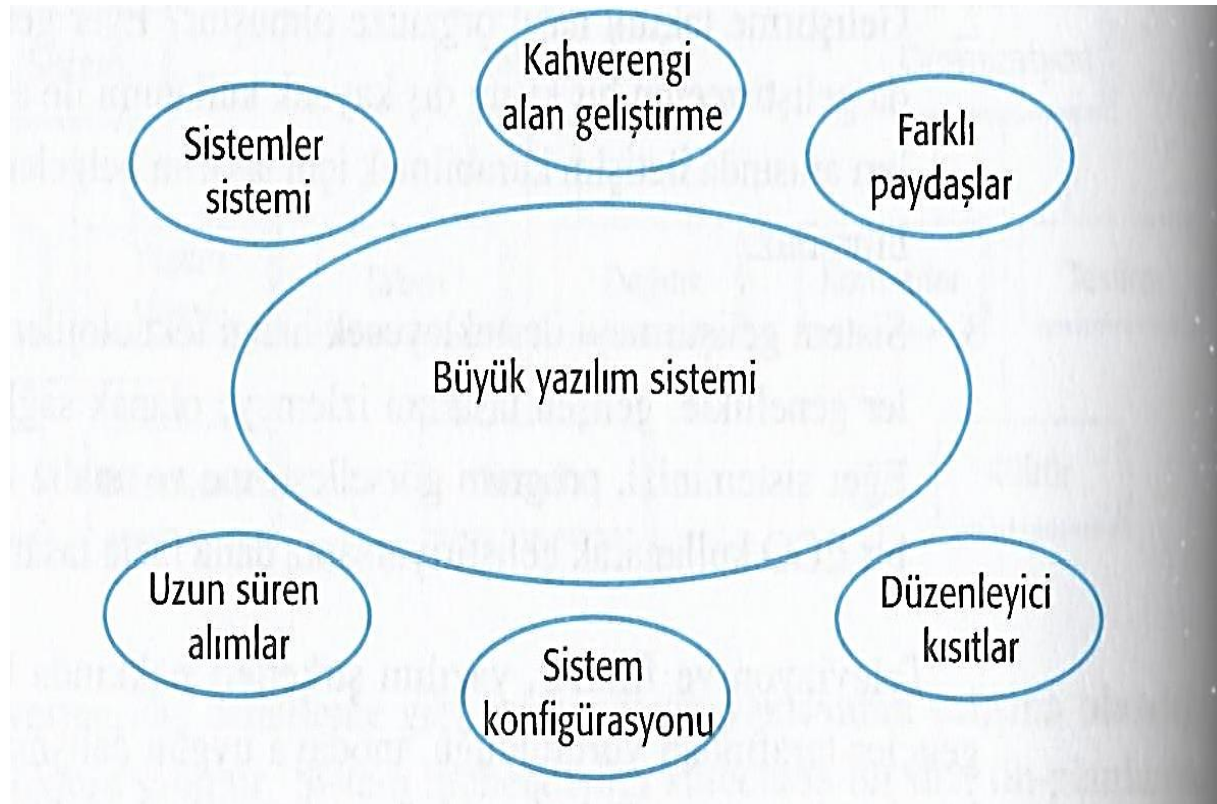 Kahverengi
alan geliştirme
Sistemler
sistemi
Farklı
paydaşlar
Büyük yazılım sistemi
Uzun süren
alımlar
Düzenleyici
kısıtlar
Sistem
konfigürasyonu